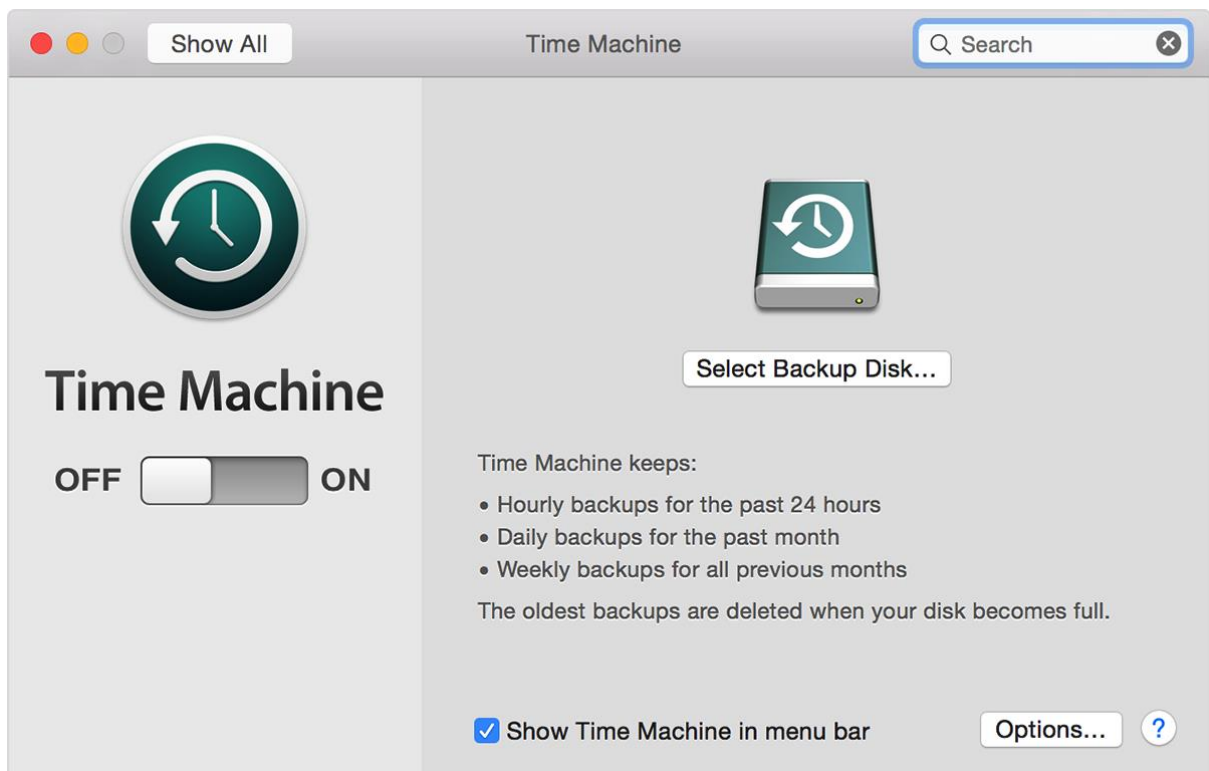 Show All
Time Machine
Search
Time Machine
OFF ON
Select Backup Disk...
Time Machine keeps:
• Hourly backups for the past 24 hours
• Daily backups for the past month
• Weekly backups for all previous months
The oldest backups are deleted when your disk becomes full.
Show Time Machine in menu bar
Options...
?